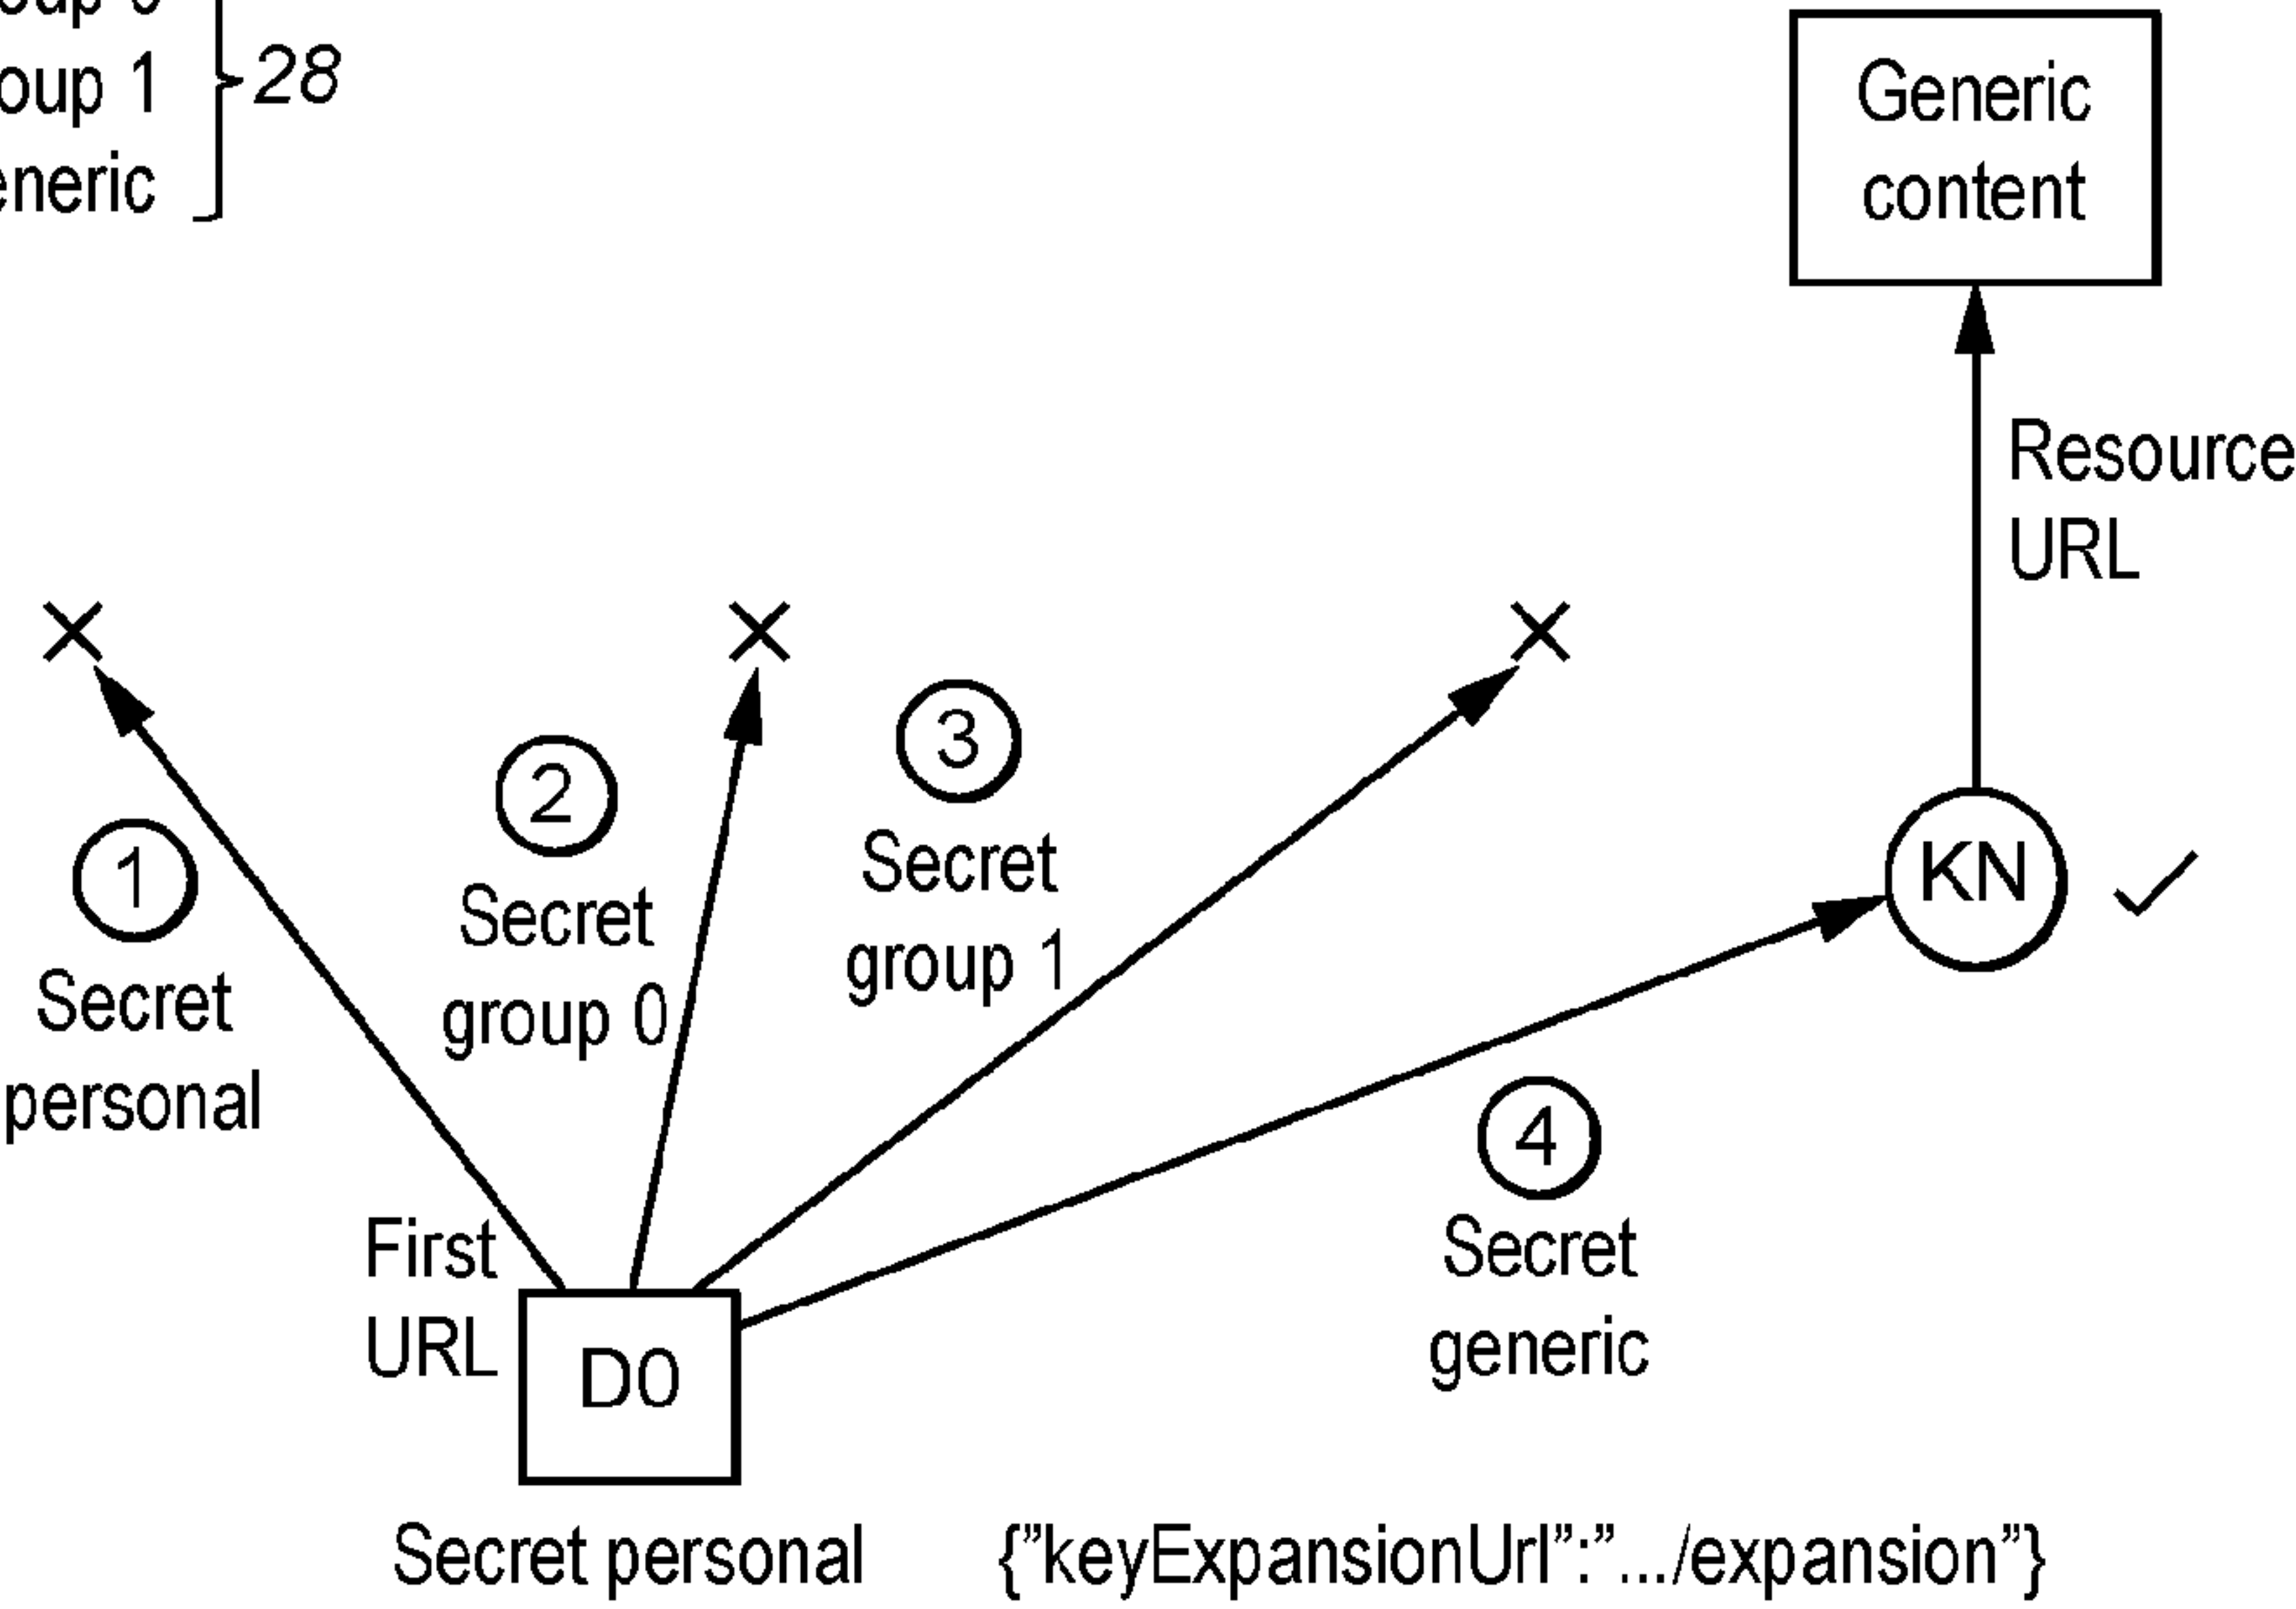 oup 1
28
eneric
Generic
content
Resource
URL
1
Secret
personal
2
Secret
group 0
3
Secret
group 1
KN
4
Secret
generic
First
URL
D0
Secret personal {”keyExpansionUrl”:”.../expansion”}